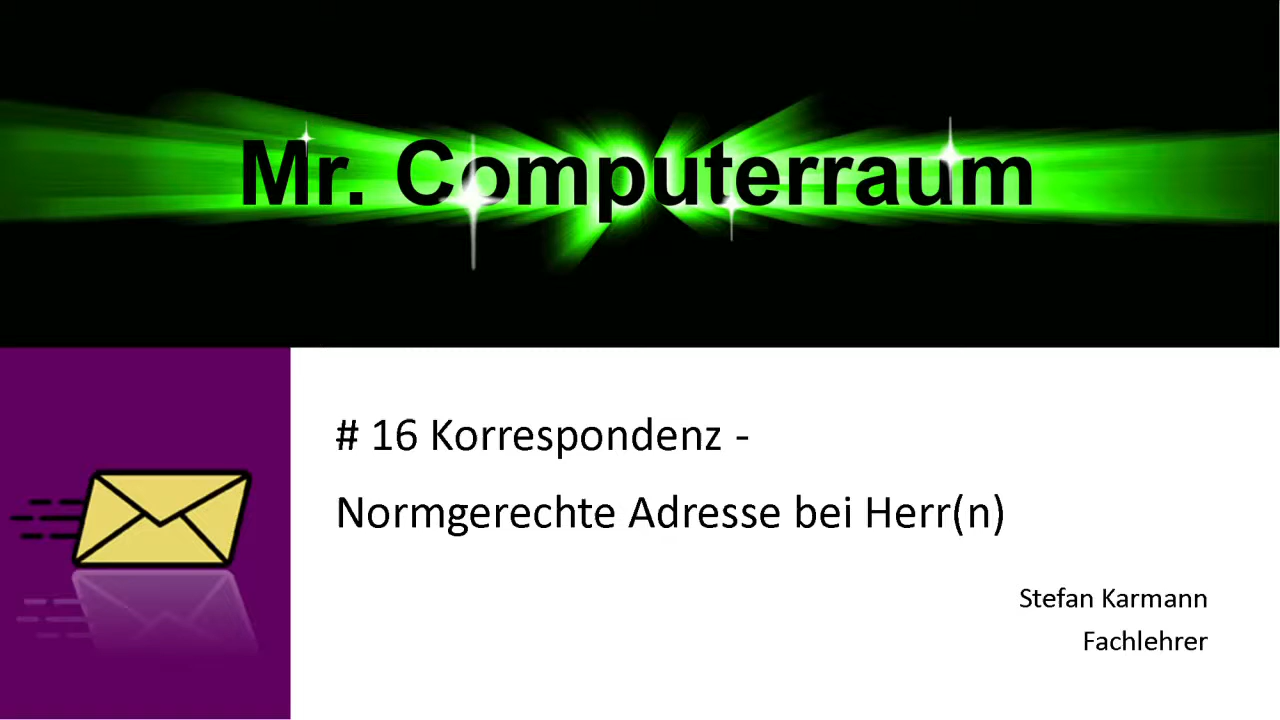 Mr. Computerraum
# 16 Korrespondenz -
Normgerechte Adresse bei Herr(n)
Stefan Karmann
Fachlehrer